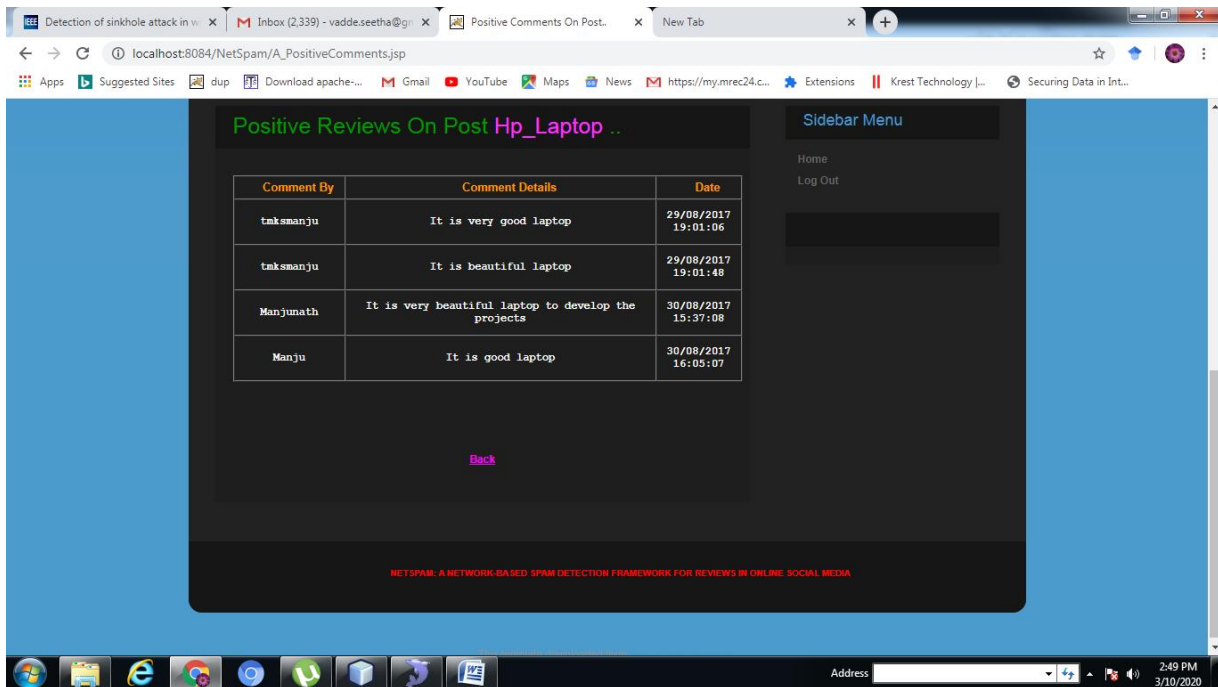 Detection of sinkhole attack in w
Inbox (2,339) - vadde.seetha@gm
Positive Comments On Post..
New Tab
localhost:8084/NetSpam/A_PositiveComments.jsp
Apps Suggested Sites dup Download apache-... Gmail YouTube Maps News https://my.mrec24.c... Extensions Krest Technology |... Securing Data in Int...
Positive Reviews On Post Hp_Laptop ..
Sidebar Menu
Home
Log Out
Comment By Comment Details Date
tmksmanju It is very good laptop 29/08/2017
19:01:06
tmksmanju It is beautiful laptop 29/08/2017
19:01:48
Manjunath It is very beautiful laptop to develop the
projects
30/08/2017
15:37:08
Manju It is good laptop 30/08/2017
16:05:07
Back
NETSPAM: A NETWORK-BASED SPAM DETECTION FRAMEWORK FOR REVIEWS IN ONLINE SOCIAL MEDIA
Address
2:49 PM
3/10/2020